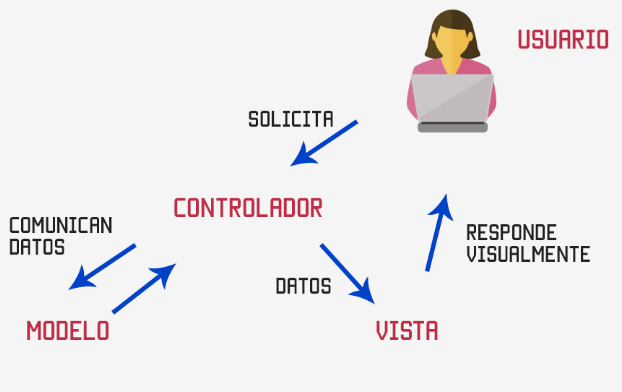 USUARIO
SOLICITA
CONTROLADOR
COMUNICAN
DATOS
RESPONDE
VISUALMENTE
DATOS
MODELO
VISTA